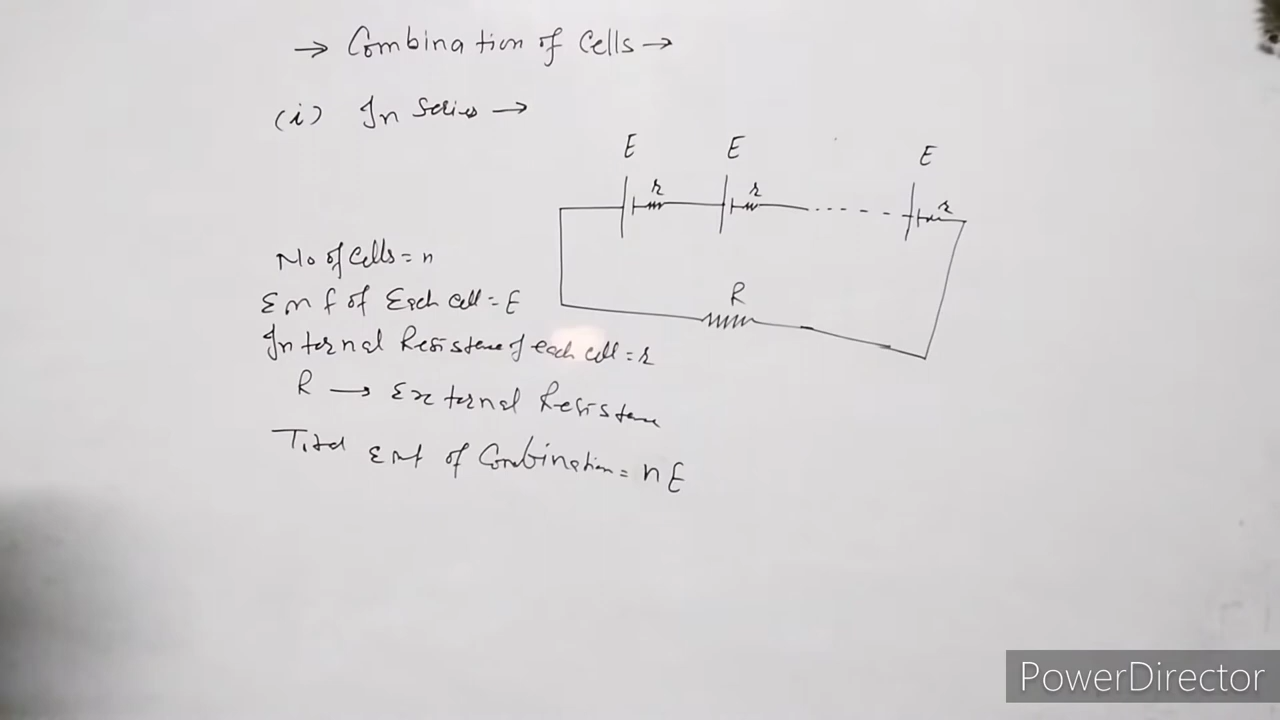 → Combination of Cells →
(i) In Series →
E E E
r r r
R
No of Cells = n
Emf of Each cell = E
Internal Resistance of each cell = r
R → External Resistance
Total Emf of Combination = nE
PowerDirector